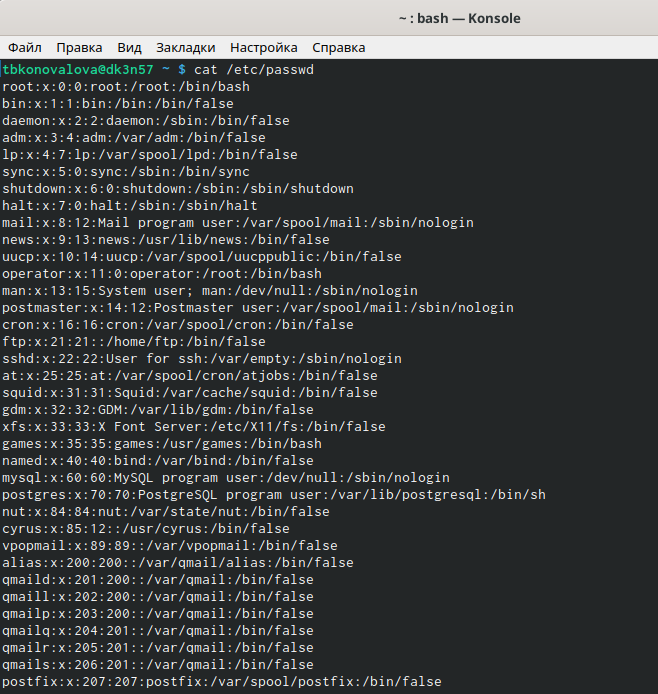 ~ : bash — Konsole
Файл Правка Вид Закладки Настройка Справка
tbkonovalova@dk3n57 ~ $ cat /etc/passwd
root:x:0:0:root:/root:/bin/bash
bin:x:1:1:bin:/bin:/bin/false
daemon:x:2:2:daemon:/sbin:/bin/false
adm:x:3:4:adm:/var/adm:/bin/false
lp:x:4:7:lp:/var/spool/lpd:/bin/false
sync:x:5:0:sync:/sbin:/bin/sync
shutdown:x:6:0:shutdown:/sbin:/sbin/shutdown
halt:x:7:0:halt:/sbin:/sbin/halt
mail:x:8:12:Mail program user:/var/spool/mail:/sbin/nologin
news:x:9:13:news:/usr/lib/news:/bin/false
uucp:x:10:14:uucp:/var/spool/uucppublic:/bin/false
operator:x:11:0:operator:/root:/bin/bash
man:x:13:15:System user; man:/dev/null:/sbin/nologin
postmaster:x:14:12:Postmaster user:/var/spool/mail:/sbin/nologin
cron:x:16:16:cron:/var/spool/cron:/bin/false
ftp:x:21:21::/home/ftp:/bin/false
sshd:x:22:22:User for ssh:/var/empty:/sbin/nologin
at:x:25:25:at:/var/spool/cron/atjobs:/bin/false
squid:x:31:31:Squid:/var/cache/squid:/bin/false
gdm:x:32:32:GDM:/var/lib/gdm:/bin/false
xfs:x:33:33:X Font Server:/etc/X11/fs:/bin/false
games:x:35:35:games:/usr/games:/bin/bash
named:x:40:40:bind:/var/bind:/bin/false
mysql:x:60:60:MySQL program user:/dev/null:/sbin/nologin
postgres:x:70:70:PostgreSQL program user:/var/lib/postgresql:/bin/sh
nut:x:84:84:nut:/var/state/nut:/bin/false
cyrus:x:85:12::/usr/cyrus:/bin/false
vpopmail:x:89:89::/var/vpopmail:/bin/false
alias:x:200:200::/var/qmail/alias:/bin/false
qmaild:x:201:200::/var/qmail:/bin/false
qmaill:x:202:200::/var/qmail:/bin/false
qmailp:x:203:200::/var/qmail:/bin/false
qmailq:x:204:201::/var/qmail:/bin/false
qmailr:x:205:201::/var/qmail:/bin/false
qmails:x:206:201::/var/qmail:/bin/false
postfix:x:207:207:postfix:/var/spool/postfix:/bin/false